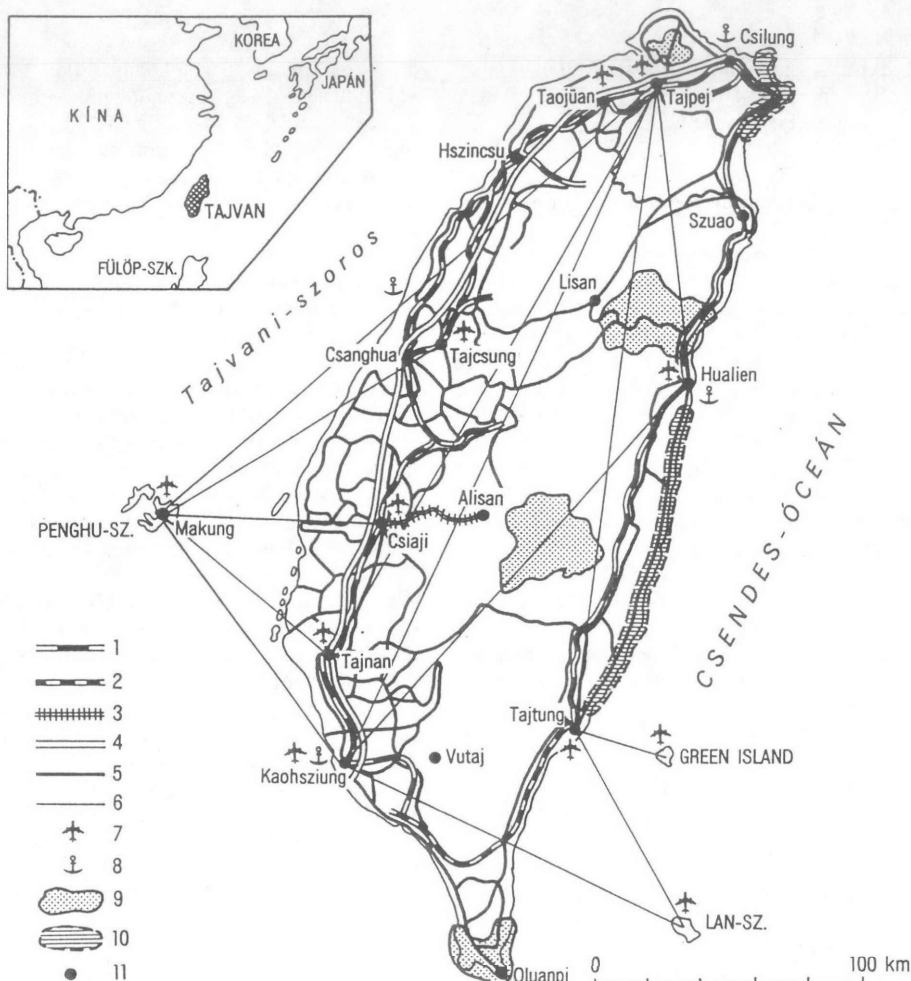 KOREA
JAPÁN
KÍNA
TAJVAN
FÜLÖP-SZK.
Csilung
Taojüan
Tajpej
Hszincsu
Szuao
Tajvani-szoros
Lisan
Csanghua
Tajcsung
Hualien
CSENDES-ÓCEÁN
Alisan
PENGHU-SZ.
Makung
Csiaji
1
2
3
4
5
6
7
8
9
10
11
Tajnan
Tajtung
Vutaj
GREEN ISLAND
Kaohsziung
LAN-SZ.
Oluanpi
0
100 km